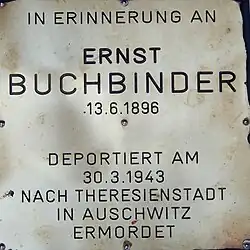 IN ERINNERUNG AN
ERNST
BUCHBINDER
13.6.1896
DEPORTIERT AM
30.3.1943
NACH THERESIENSTADT
IN AUSCHWITZ
ERMORDET